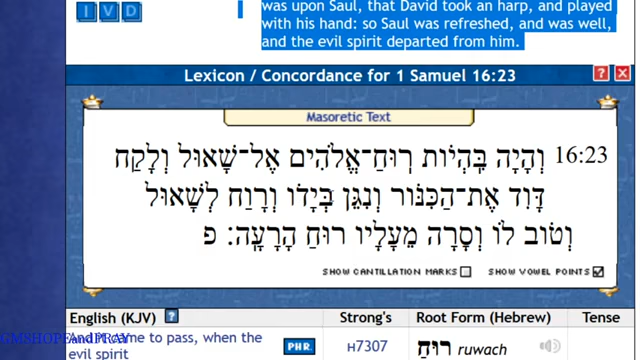 was upon Saul, that David took an harp, and played
with his hand: so Saul was refreshed, and was well,
and the evil spirit departed from him.
I V D
Lexicon / Concordance for 1 Samuel 16:23
? X
Masoretic Text
16:23 וְהָיָה בִּהְיוֹת רֽוּחַ־אֱלֹהִים אֶל־שָׁאוּל וְלָקַח
דָּוִד אֶת־הַכִּנּוֹר וְנִגֵּן בְּיָדוֹ וְרָוַח לְשָׁאוּל
וְטוֹב לוֹ וְסָרָה מֵעָלָיו רוּחַ הָרָעָֽה׃ פ
SHOW CANTILLATION MARKS SHOW VOWEL POINTS
English (KJV) ? Strong's Root Form (Hebrew) Tense
And it came to pass, when the
evil spirit
PHR H7307 רוּחַ ruwach
GMSHOPEandPRAY